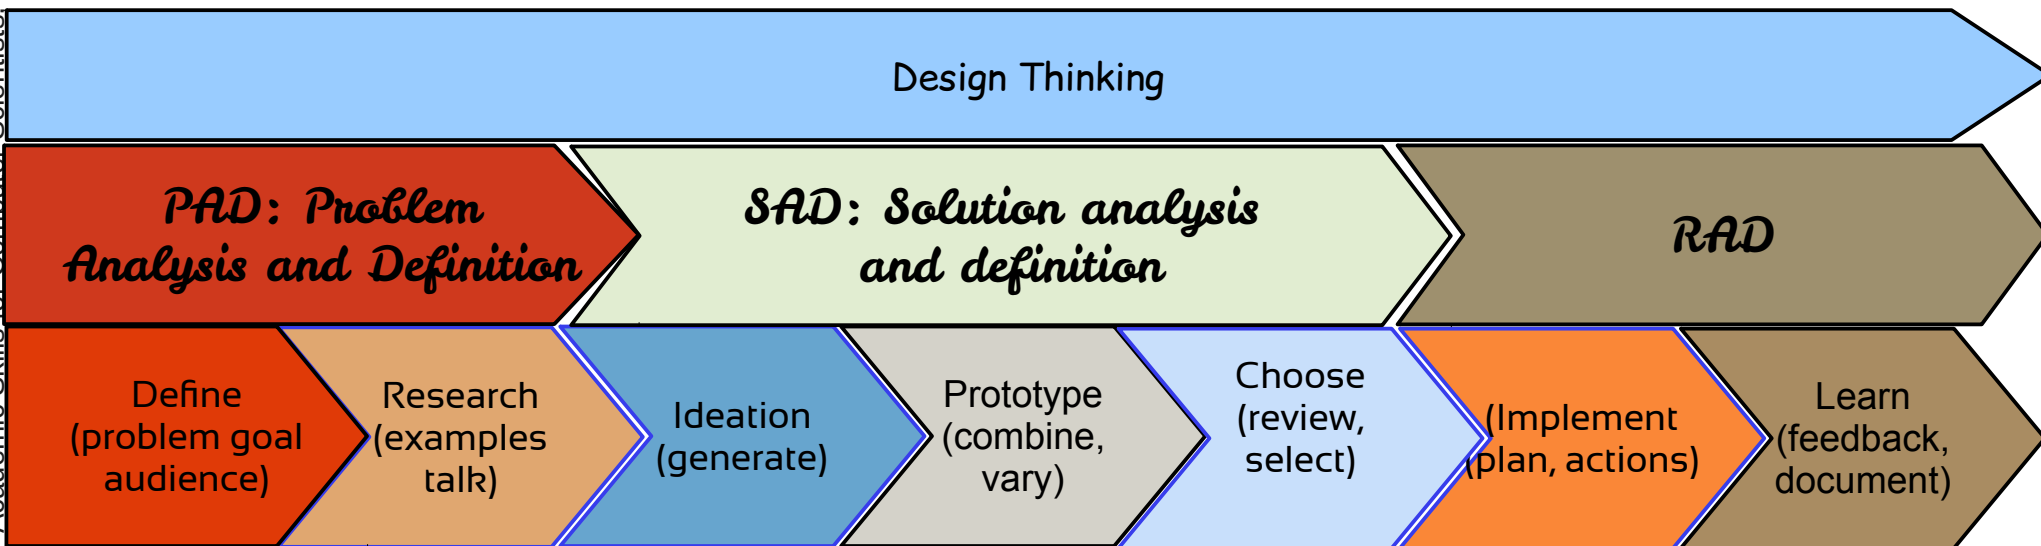 Design Thinking
PAD: Problem
Analysis and Definition
SAD: Solution analysis
and definition
RAD
Define
(problem goal
audience)
Research
(examples
talk)
Ideation
(generate)
Prototype
(combine,
vary)
Choose
(review,
select)
(Implement
(plan, actions)
Learn
(feedback,
document)